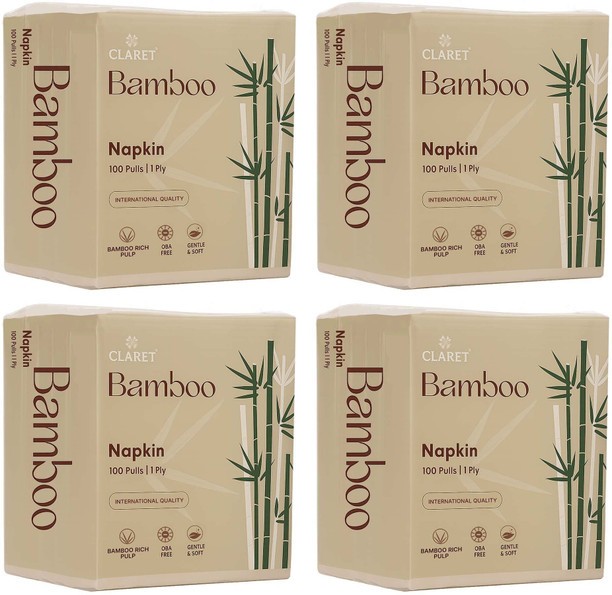 CLARET
Bamboo
Napkin
100 Pulls | 1 Ply
INTERNATIONAL QUALITY
BAMBOO RICH PULP
OBA FREE
GENTLE & SOFT
Bamboo
Napkin
100 Pulls | 1 Ply
CLARET
Bamboo
Napkin
100 Pulls | 1 Ply
INTERNATIONAL QUALITY
BAMBOO RICH PULP
OBA FREE
GENTLE & SOFT
Bamboo
Napkin
100 Pulls | 1 Ply
CLARET
Bamboo
Napkin
100 Pulls | 1 Ply
INTERNATIONAL QUALITY
BAMBOO RICH PULP
OBA FREE
GENTLE & SOFT
Bamboo
Napkin
100 Pulls | 1 Ply
CLARET
Bamboo
Napkin
100 Pulls | 1 Ply
INTERNATIONAL QUALITY
BAMBOO RICH PULP
OBA FREE
GENTLE & SOFT
Bamboo
Napkin
100 Pulls | 1 Ply